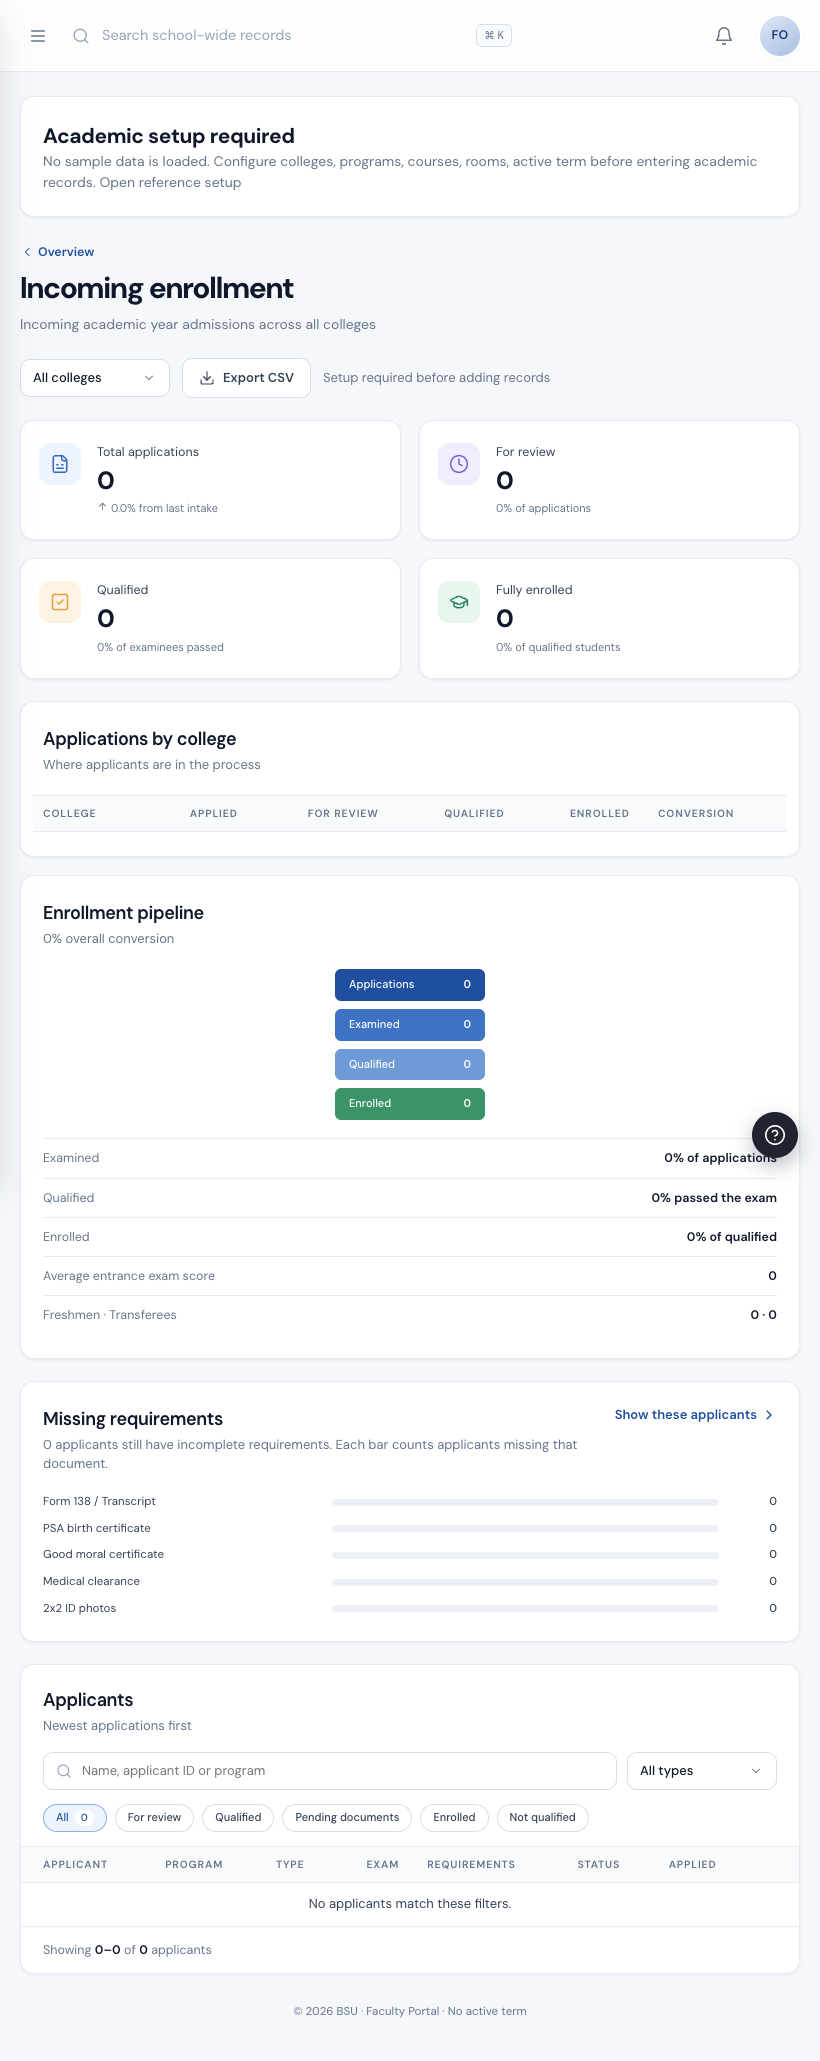 Search school-wide records
⌘ K
FO
Academic setup required
No sample data is loaded. Configure colleges, programs, courses, rooms, active term before entering academic
records. Open reference setup
Overview
Incoming enrollment
Incoming academic year admissions across all colleges
All colleges
Export CSV
Setup required before adding records
Total applications
0
↑ 0.0% from last intake
For review
0
0% of applications
Qualified
0
0% of examinees passed
Fully enrolled
0
0% of qualified students
Applications by college
Where applicants are in the process
COLLEGE APPLIED FOR REVIEW QUALIFIED ENROLLED CONVERSION
Enrollment pipeline
0% overall conversion
Applications 0
Examined 0
Qualified 0
Enrolled 0
Examined 0% of applications
Qualified 0% passed the exam
Enrolled 0% of qualified
Average entrance exam score 0
Freshmen · Transferees 0 · 0
Missing requirements
Show these applicants
0 applicants still have incomplete requirements. Each bar counts applicants missing that
document.
Form 138 / Transcript 0
PSA birth certificate 0
Good moral certificate 0
Medical clearance 0
2x2 ID photos 0
Applicants
Newest applications first
Name, applicant ID or program
All types
All 0 For review Qualified Pending documents Enrolled Not qualified
APPLICANT PROGRAM TYPE EXAM REQUIREMENTS STATUS APPLIED
No applicants match these filters.
Showing 0–0 of 0 applicants
© 2026 BSU · Faculty Portal · No active term